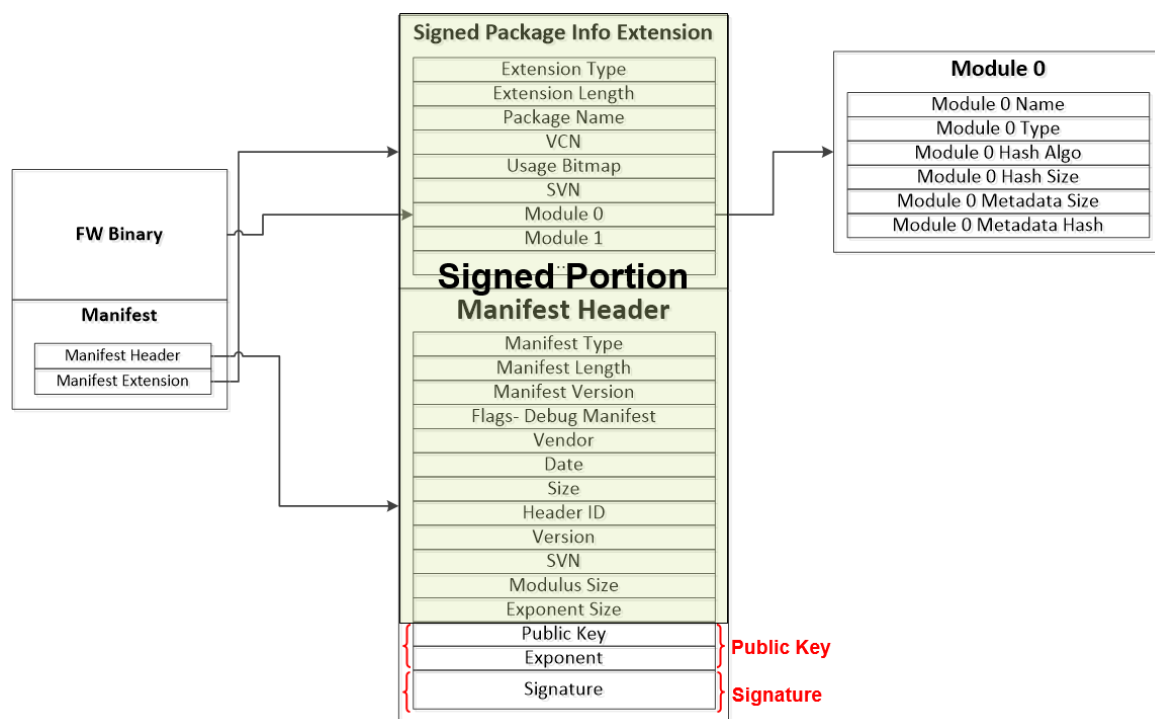 Signed Package Info Extension
Extension Type
Extension Length
Package Name
VCN
Usage Bitmap
SVN
Module 0
Module 1
...
Signed Portion
Manifest Header
Manifest Type
Manifest Length
Manifest Version
Flags- Debug Manifest
Vendor
Date
Size
Header ID
Version
SVN
Modulus Size
Exponent Size
Public Key
Exponent
Signature
Public Key
Signature
FW Binary
Manifest
Manifest Header
Manifest Extension
Module 0
Module 0 Name
Module 0 Type
Module 0 Hash Algo
Module 0 Hash Size
Module 0 Metadata Size
Module 0 Metadata Hash